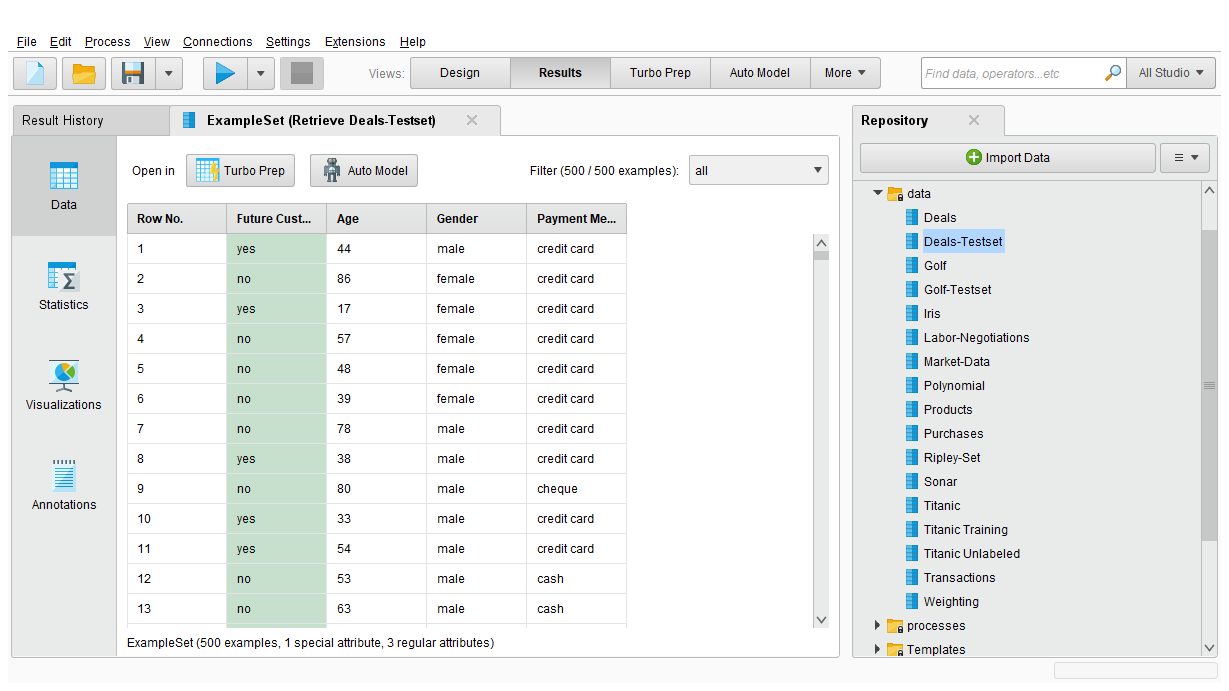 File Edit Process View Connections Settings Extensions Help
Views: Design Results Turbo Prep Auto Model More Find data, operators...etc All Studio
Result History ExampleSet (Retrieve Deals-Testset) Repository
Open in Turbo Prep Auto Model Filter (500 / 500 examples): all
Import Data
Data
Statistics
Visualizations
Annotations
Row No. Future Cust... Age Gender Payment Me...
1 yes 44 male credit card
2 no 86 female credit card
3 yes 17 female credit card
4 no 57 female credit card
5 no 48 female credit card
6 no 39 female credit card
7 no 78 male credit card
8 yes 38 male credit card
9 no 80 male cheque
10 yes 33 male credit card
11 yes 54 male credit card
12 no 53 male cash
13 no 63 male cash
ExampleSet (500 examples, 1 special attribute, 3 regular attributes)
data
Deals
Deals-Testset
Golf
Golf-Testset
Iris
Labor-Negotiations
Market-Data
Polynomial
Products
Purchases
Ripley-Set
Sonar
Titanic
Titanic Training
Titanic Unlabeled
Transactions
Weighting
processes
Templates